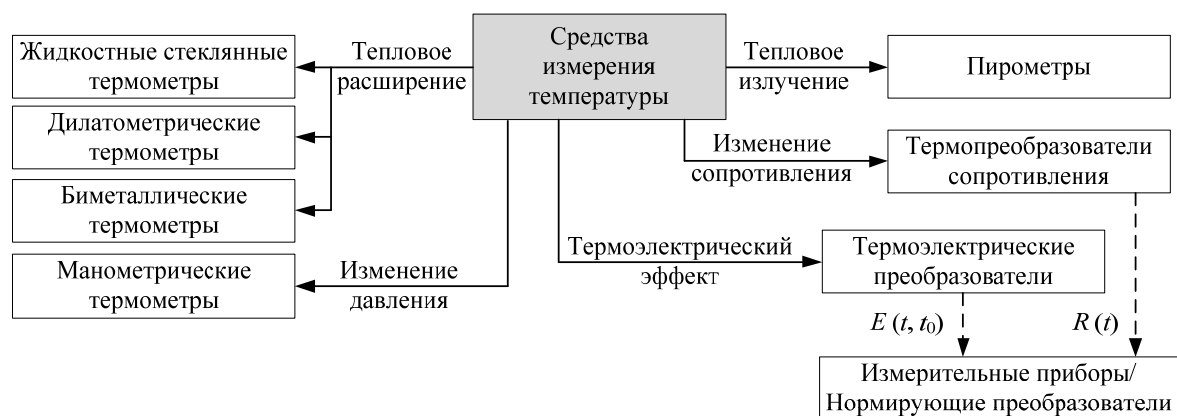 Средства
измерения
температуры
Тепловое
расширение
Жидкостные стеклянные
термометры
Дилатометрические
термометры
Биметаллические
термометры
Изменение
давления
Манометрические
термометры
Тепловое
излучение
Пирометры
Изменение
сопротивления
Термопреобразователи
сопротивления
Термоэлектрический
эффект
Термоэлектрические
преобразователи
E (t, t₀)
R (t)
Измерительные приборы/
Нормирующие преобразователи